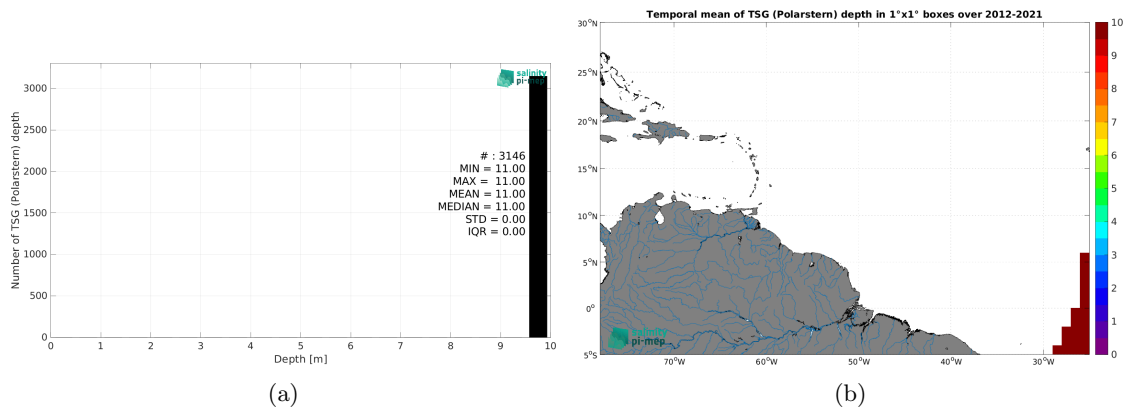 Number of TSG (Polarstern) depth
3000
2500
2000
1500
1000
500
0
0 1 2 3 4 5 6 7 8 9 10
Depth [m]
salinity
pi-mep
# : 3146
MIN = 11.00
MAX = 11.00
MEAN = 11.00
MEDIAN = 11.00
STD = 0.00
IQR = 0.00
(a)
Temporal mean of TSG (Polarstern) depth in 1°x1° boxes over 2012-2021
30°N
25°N
20°N
15°N
10°N
5°N
0°
5°S
70°W 60°W 50°W 40°W 30°W
salinity
pi-mep
10
9
8
7
6
5
4
3
2
1
0
(b)